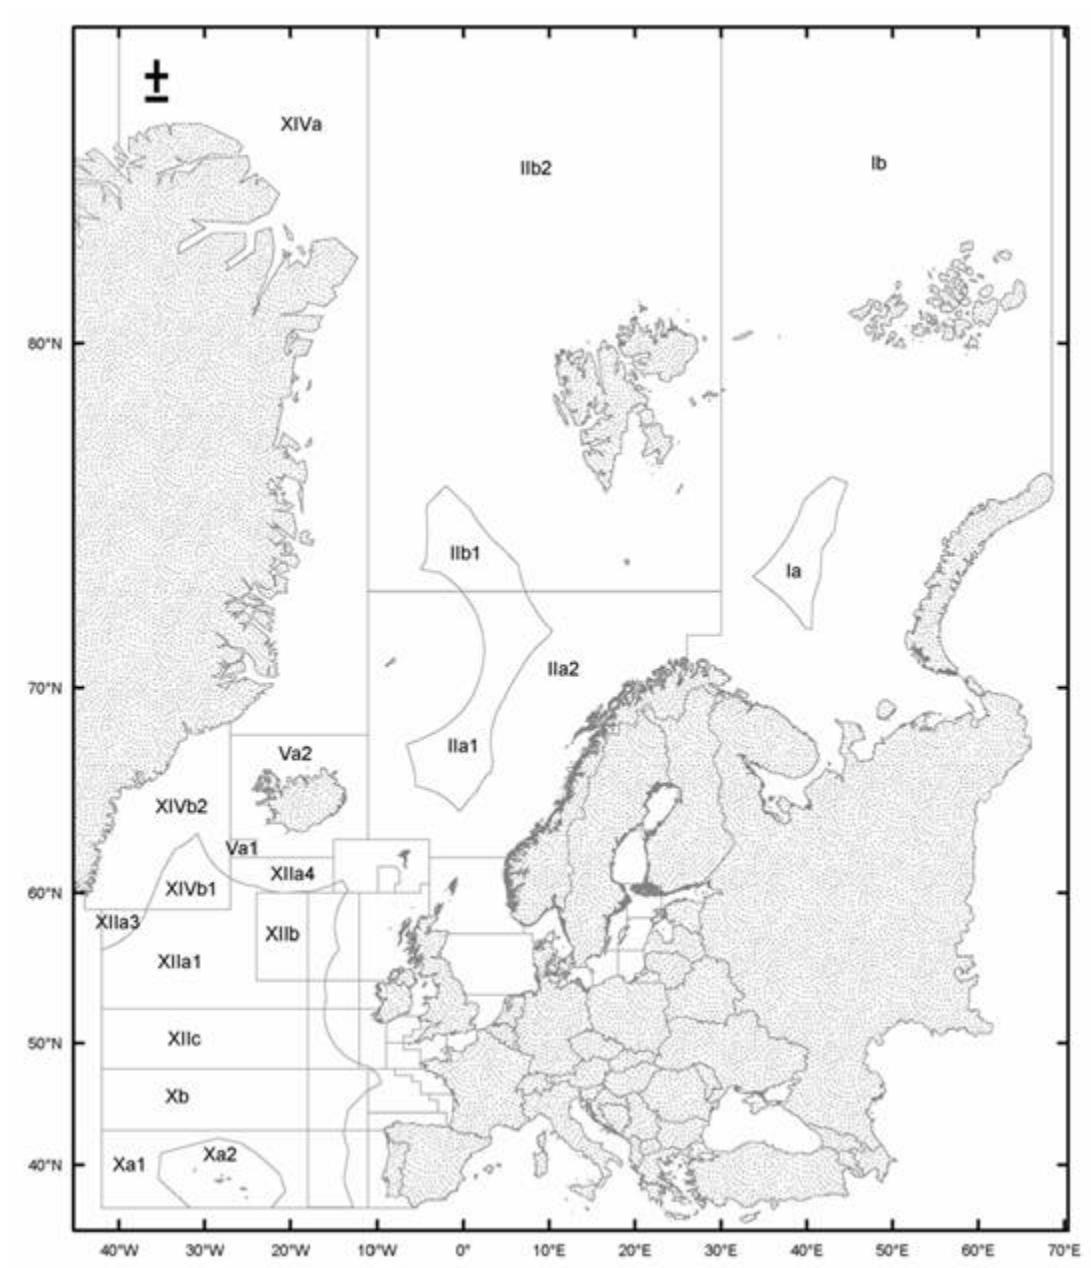 ±
XIVa
IIb2
Ib
80°N
IIb1
Ia
IIa2
70°N
IIa1
Va2
XIVb2
Va1
XIIa4
XIVb1
60°N
XIIa3
XIIb
XIIa1
XIIc
50°N
Xb
Xa1
Xa2
40°N
40°W 30°W 20°W 10°W 0° 10°E 20°E 30°E 40°E 50°E 60°E 70°E